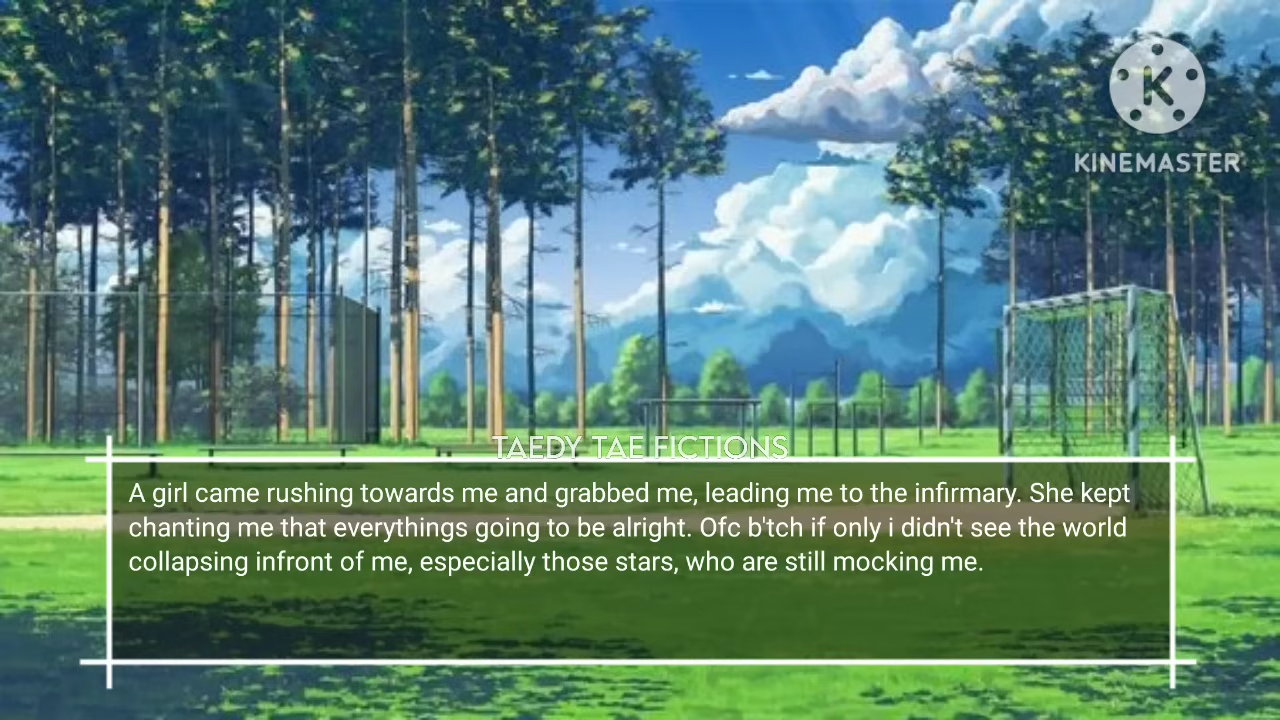 KINEMASTER
TAEDY TAE FICTIONS
A girl came rushing towards me and grabbed me, leading me to the infirmary. She kept
chanting me that everythings going to be alright. Ofc b'tch if only i didn't see the world
collapsing infront of me, especially those stars, who are still mocking me.